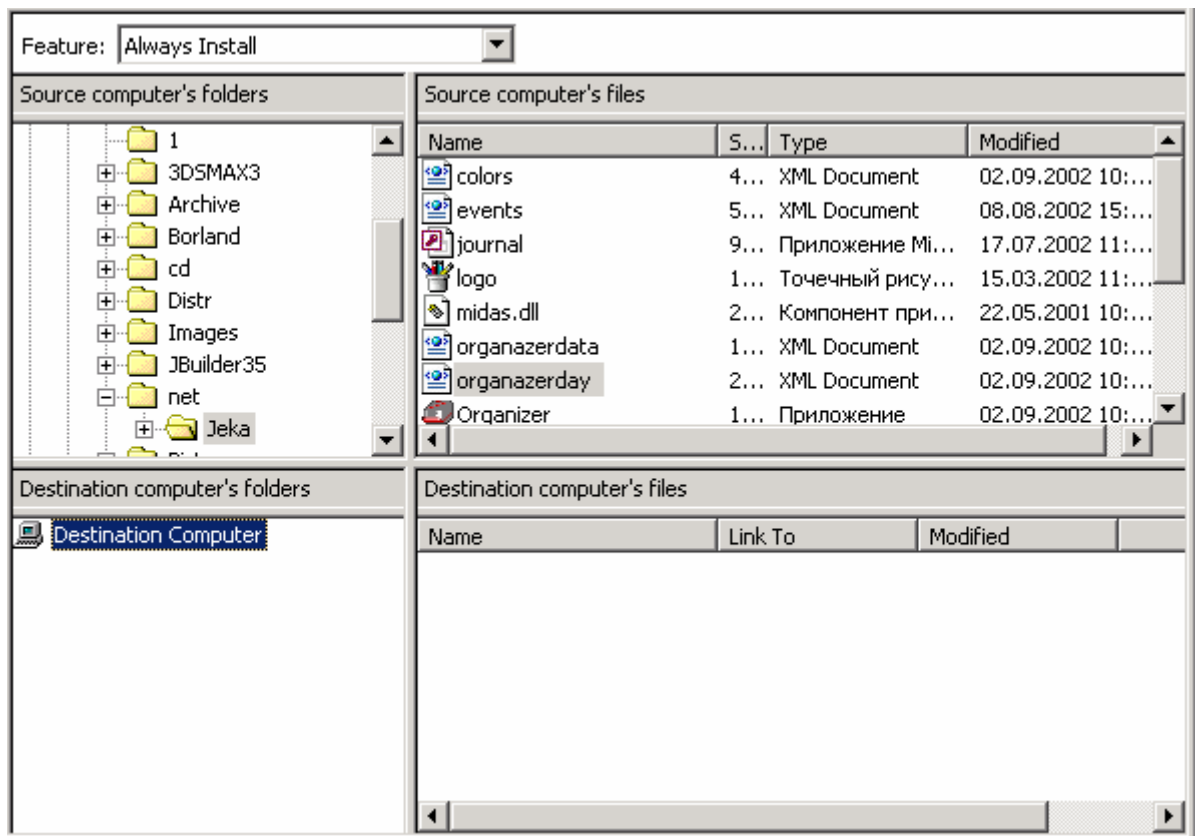 Feature: Always Install
Source computer's folders
1
3DSMAX3
Archive
Borland
cd
Distr
Images
JBuilder35
net
Jeka
Source computer's files
Name S... Type Modified
colors 4... XML Document 02.09.2002 10:...
events 5... XML Document 08.08.2002 15:...
journal 9... Приложение Mi... 17.07.2002 11:...
logo 1... Точечный рису... 15.03.2002 11:...
midas.dll 2... Компонент при... 22.05.2001 10:...
organazerdata 1... XML Document 02.09.2002 10:...
organazerday 2... XML Document 02.09.2002 10:...
Organizer 1... Приложение 02.09.2002 10:...
Destination computer's folders
Destination Computer
Destination computer's files
Name Link To Modified